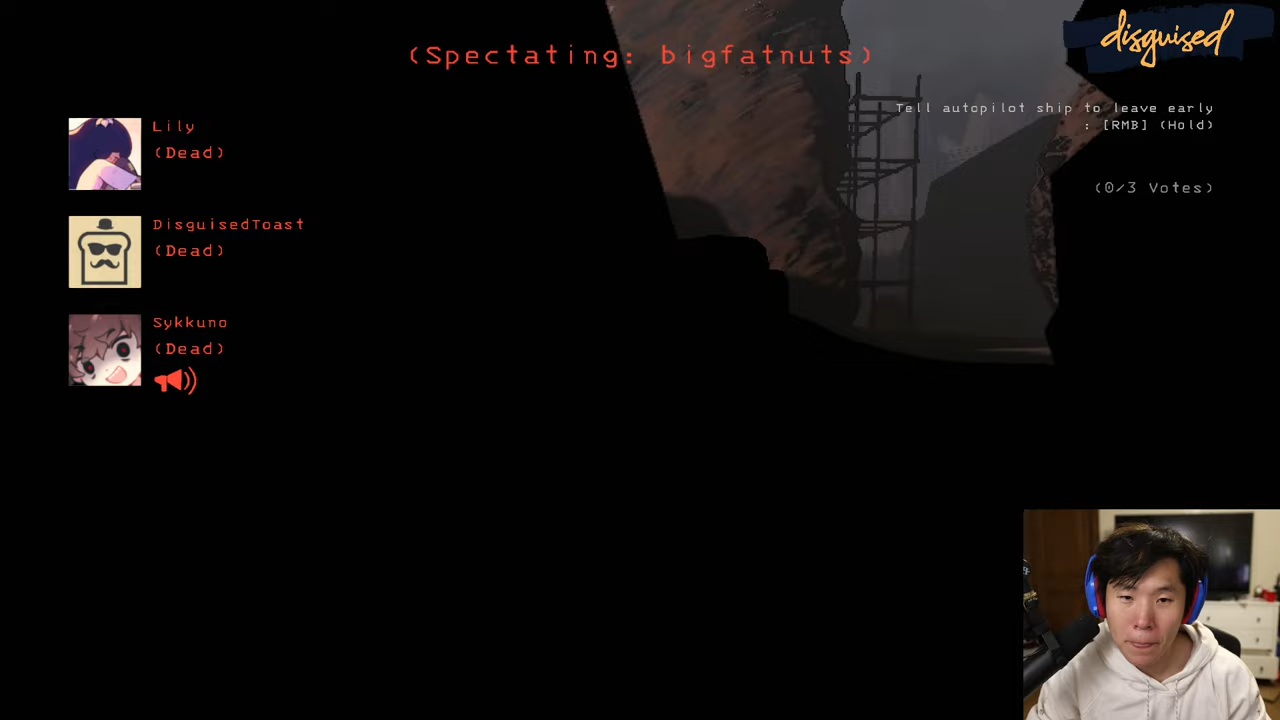 disguised
(Spectating: bigfatnuts)
Tell autopilot ship to leave early
: [RMB] (Hold)
(0/3 Votes)
Lily
(Dead)
DisguisedToast
(Dead)
Sykkuno
(Dead)